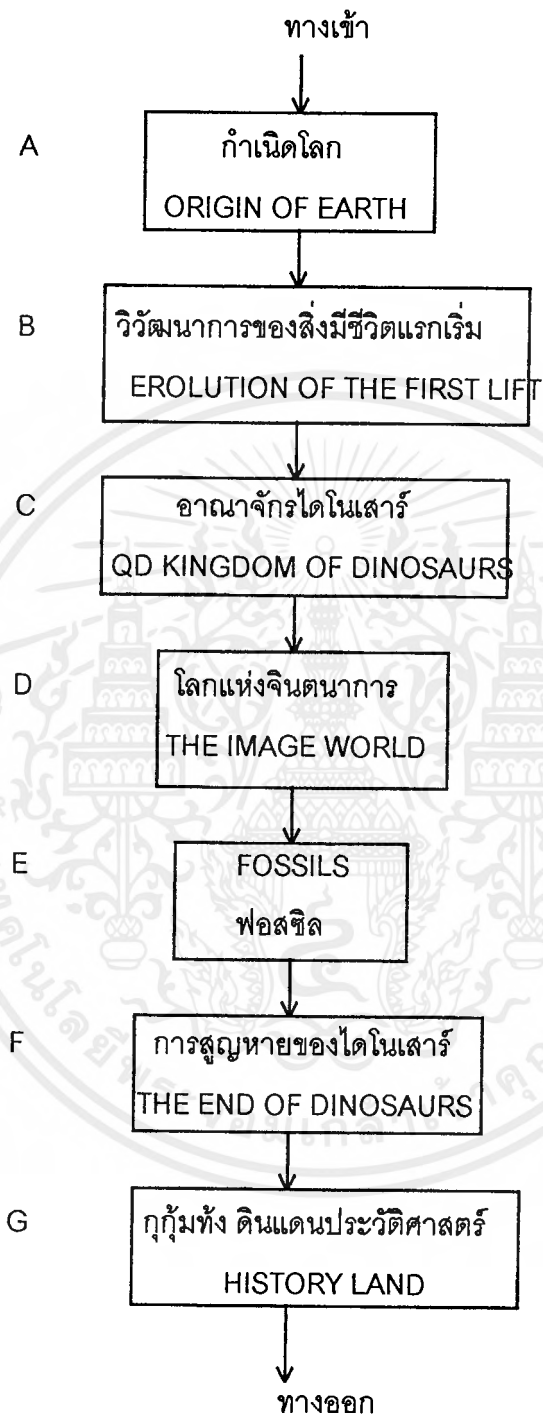 ทางเข้า
A
กำเนิดโลก
ORIGIN OF EARTH
B
วิวัฒนาการของสิ่งมีชีวิตแรกเริ่ม
EROLUTION OF THE FIRST LIFT
C
อาณาจักรไดโนเสาร์
QD KINGDOM OF DINOSAURS
D
โลกแห่งจินตนาการ
THE IMAGE WORLD
E
FOSSILS
ฟอสซิล
F
การสูญหายของไดโนเสาร์
THE END OF DINOSAURS
G
กุกุ้มท้ง ดินแดนประวัติศาสตร์
HISTORY LAND
ทางออก